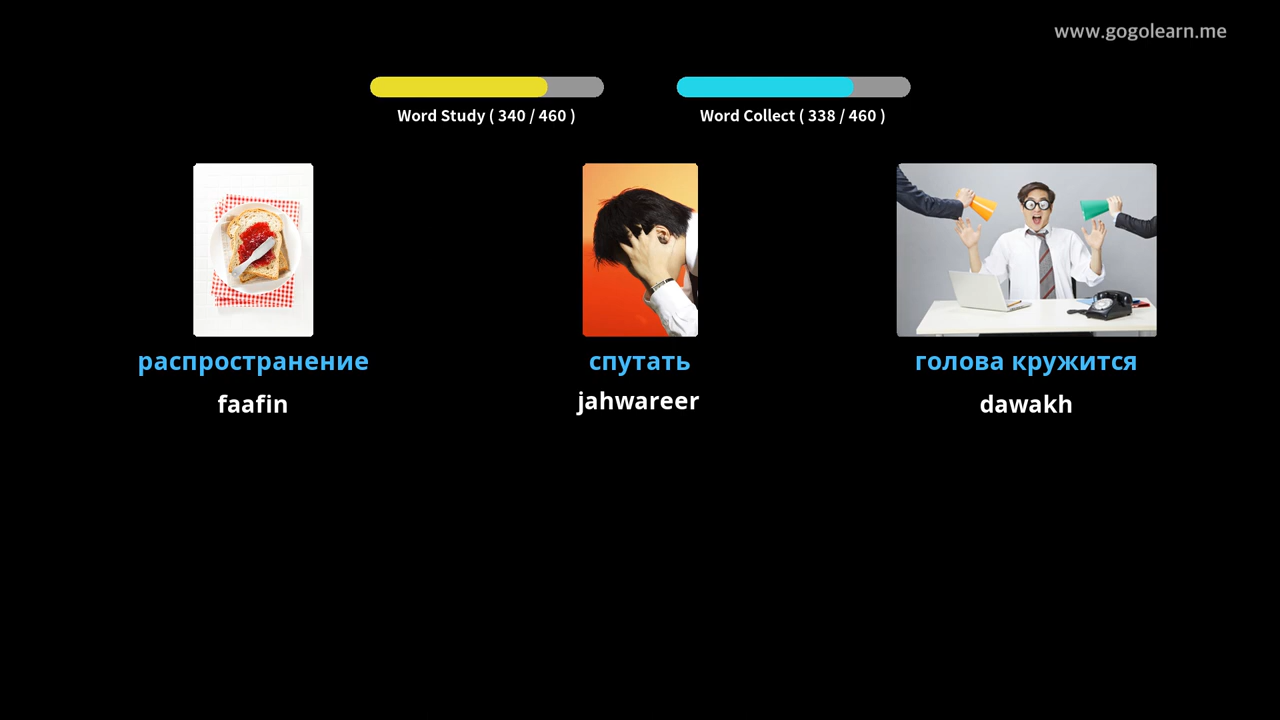 www.gogolearn.me
Word Study ( 340 / 460 )
Word Collect ( 338 / 460 )
распространение
спутать
голова кружится
faafin
jahwareer
dawakh